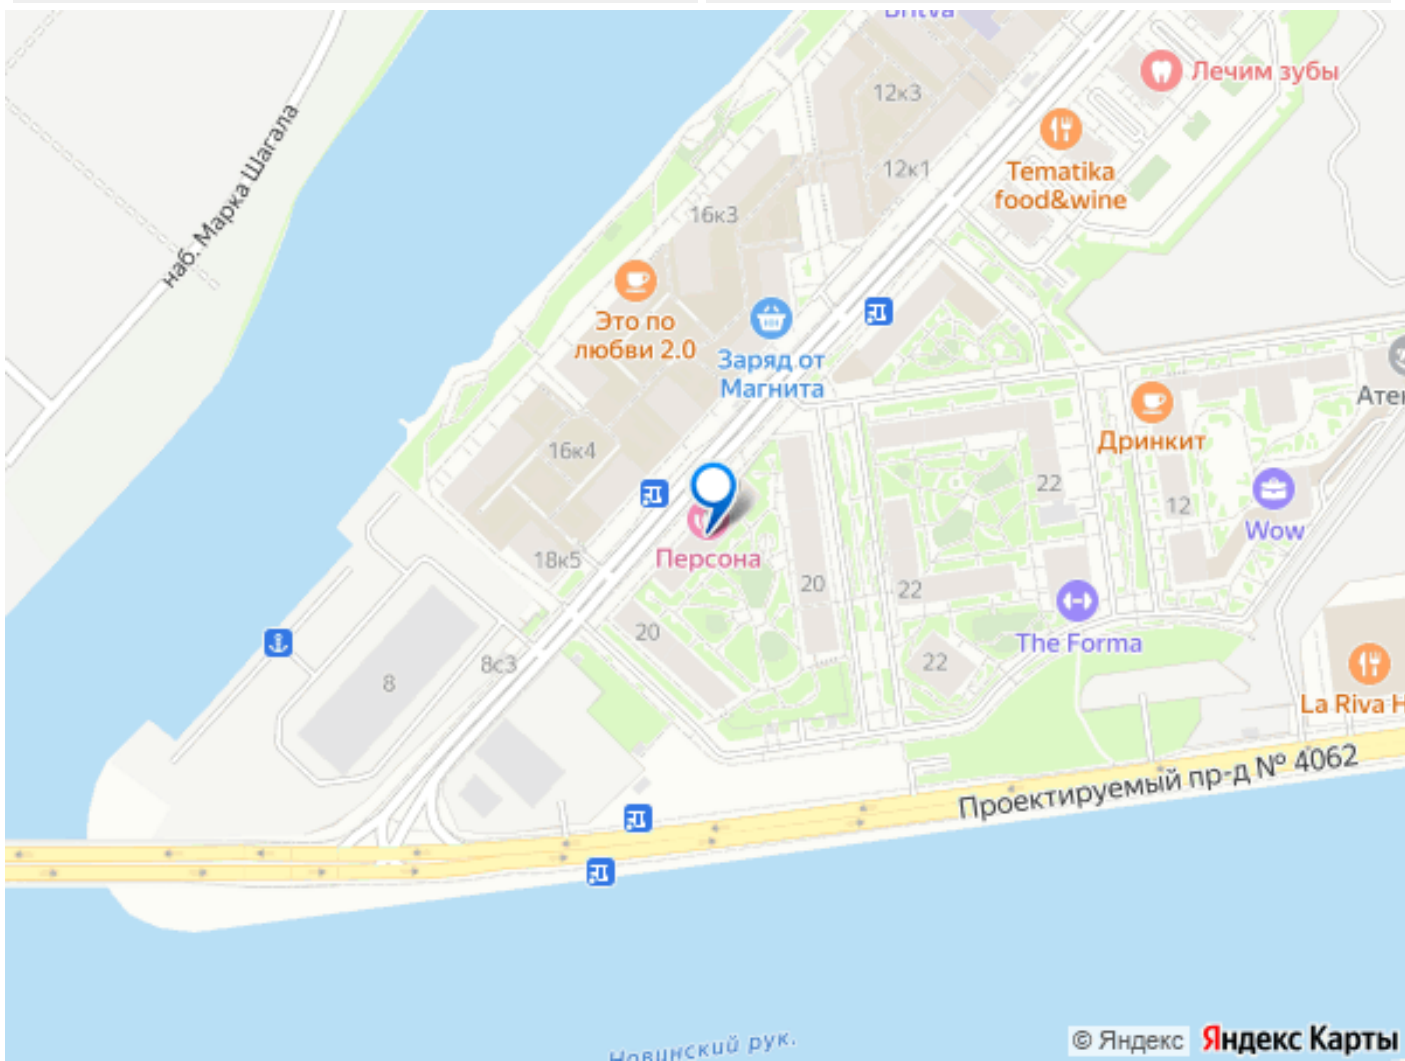 Britva
12к3
Лечим зубы
наб. Марка Шагала
12к1
Tematika
food&wine
16к3
Это по
любви 2.0
Заряд от
Магнита
Дринкит
16к4
22
12
Wow
Персона
18к5
20
22
The Forma
20
22
8с3
8
La Riva H
Проектируемый пр-д № 4062
Новинский рук.
© Яндекс
Яндекс Карты